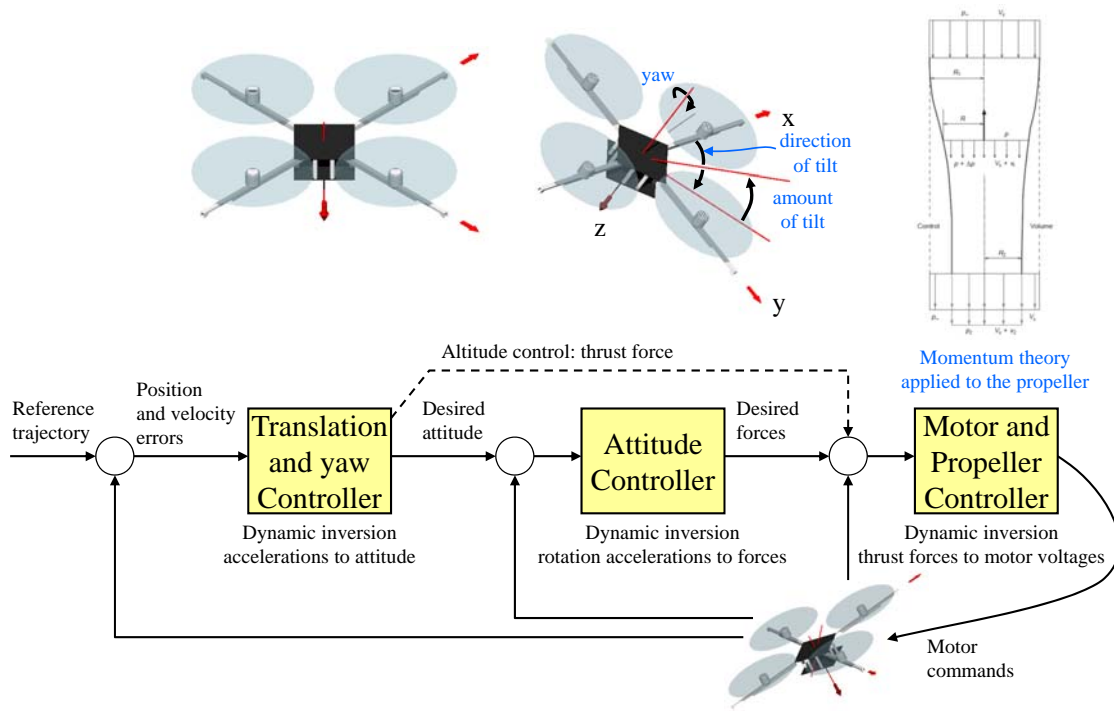 yaw
x
direction
of tilt
amount
of tilt
z
y
p∞
V∞
R₁
R
p
Control
Volume
R₂
p∞
p₂
Momentum theory
applied to the propeller
Altitude control: thrust force
Reference
trajectory
Position
and velocity
errors
Translation
and yaw
Controller
Dynamic inversion
accelerations to attitude
Desired
attitude
Attitude
Controller
Dynamic inversion
rotation accelerations to forces
Desired
forces
Motor and
Propeller
Controller
Dynamic inversion
thrust forces to motor voltages
Motor
commands